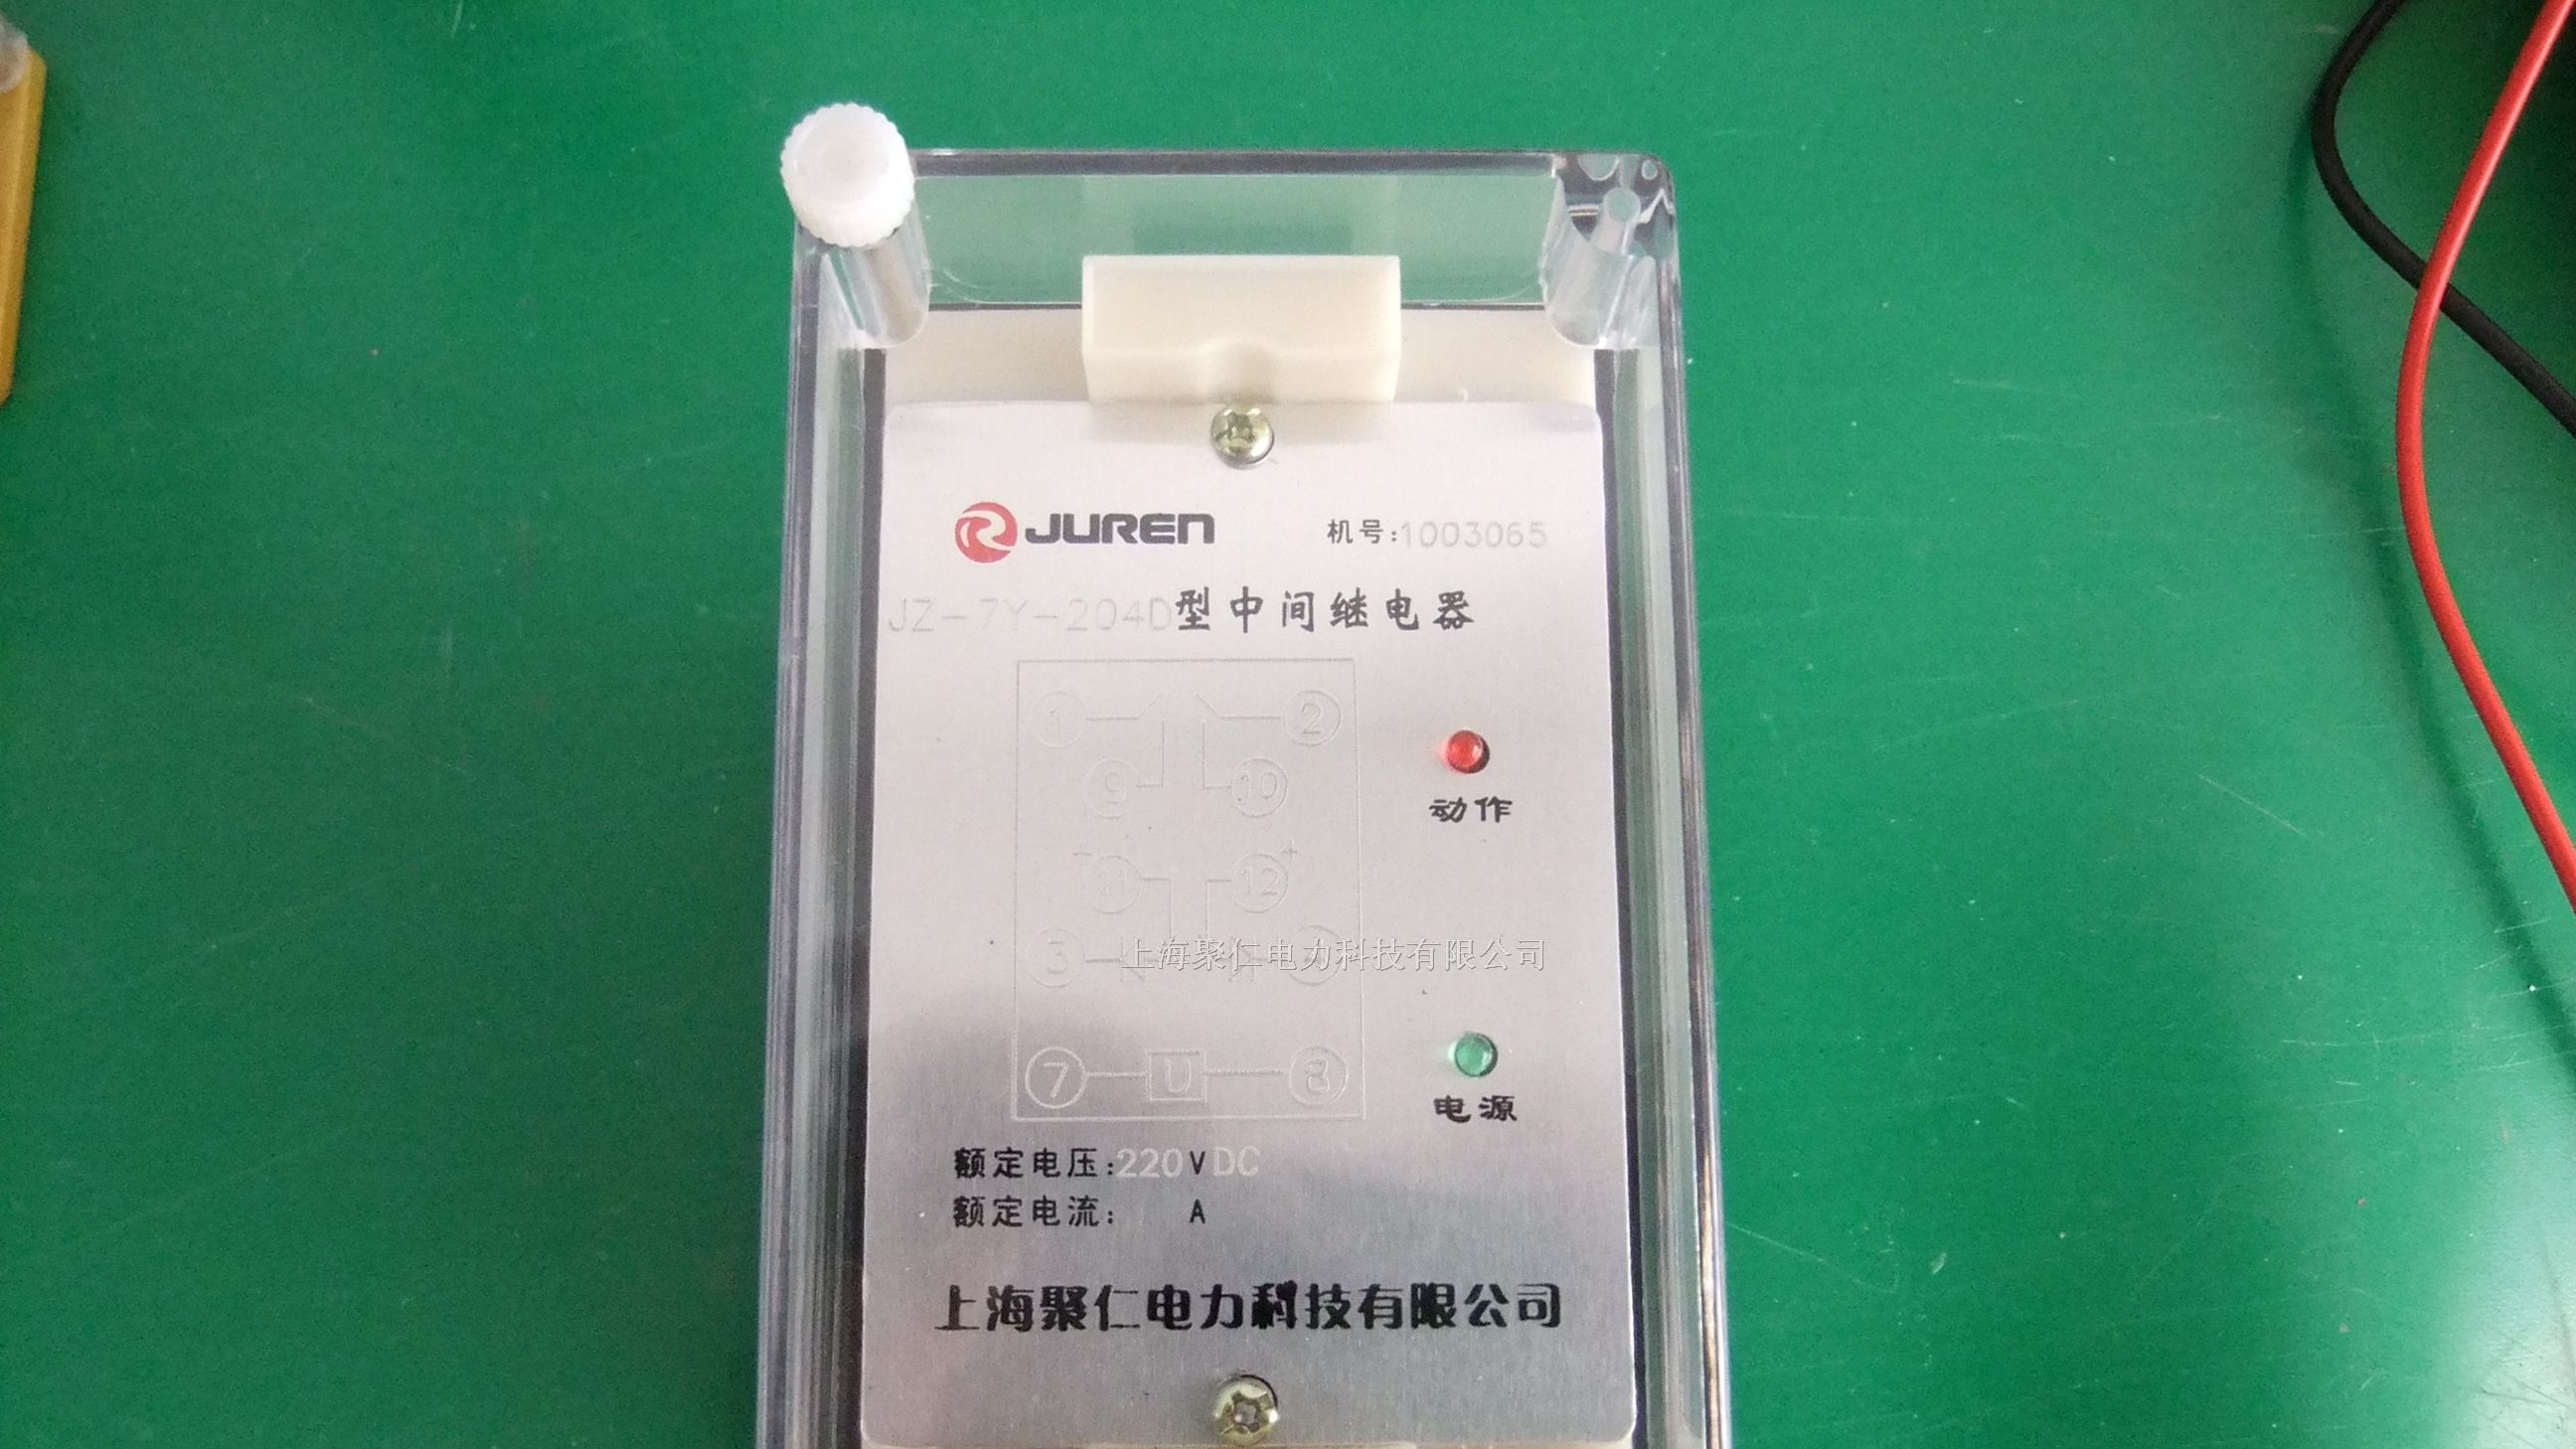 JUREN 机号:1003065
JZ-7Y-204D型中间继电器
1 2
9 10
动作
- 11 12 +
上海聚仁电力科技有限公司
7 U 8
电源
额定电压:220VDC
额定电流: A
上海聚仁电力科技有限公司